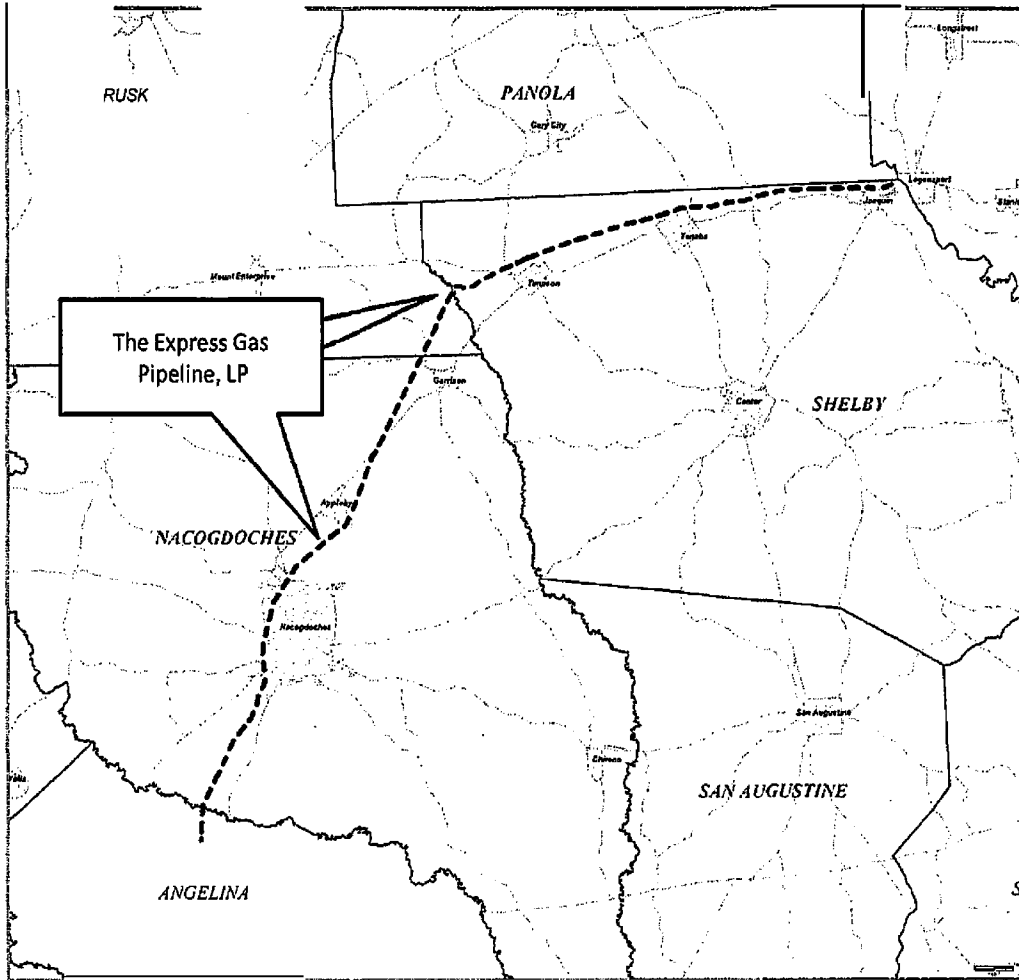 Longstreet
RUSK
PANOLA
Gary City
Logansport
Joaquin
Tenaha
Mount Enterprise
Timpson
The Express Gas
Pipeline, LP
Garrison
Center
SHELBY
Appleby
NACOGDOCHES
Nacogdoches
San Augustine
Chireno
SAN AUGUSTINE
ANGELINA
S